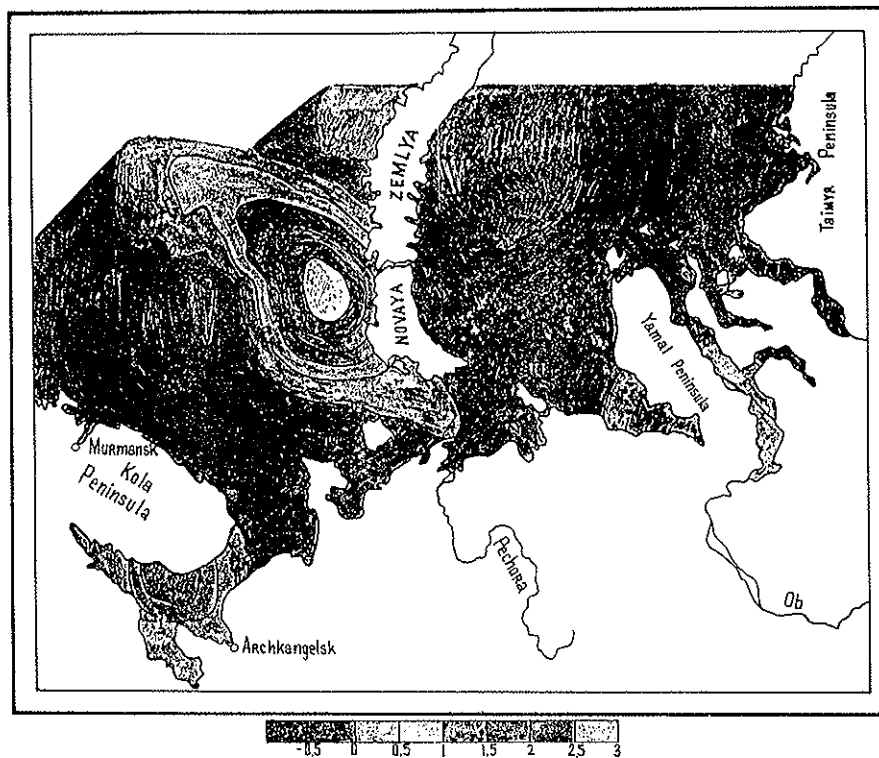 NOVAYA ZEMLYA
Taimyr Peninsula
Yamal Peninsula
Murmansk
Kola
Peninsula
Pechora
Ob
Archkangelsk
-0,5 0 0,5 1 1,5 2 2,5 3